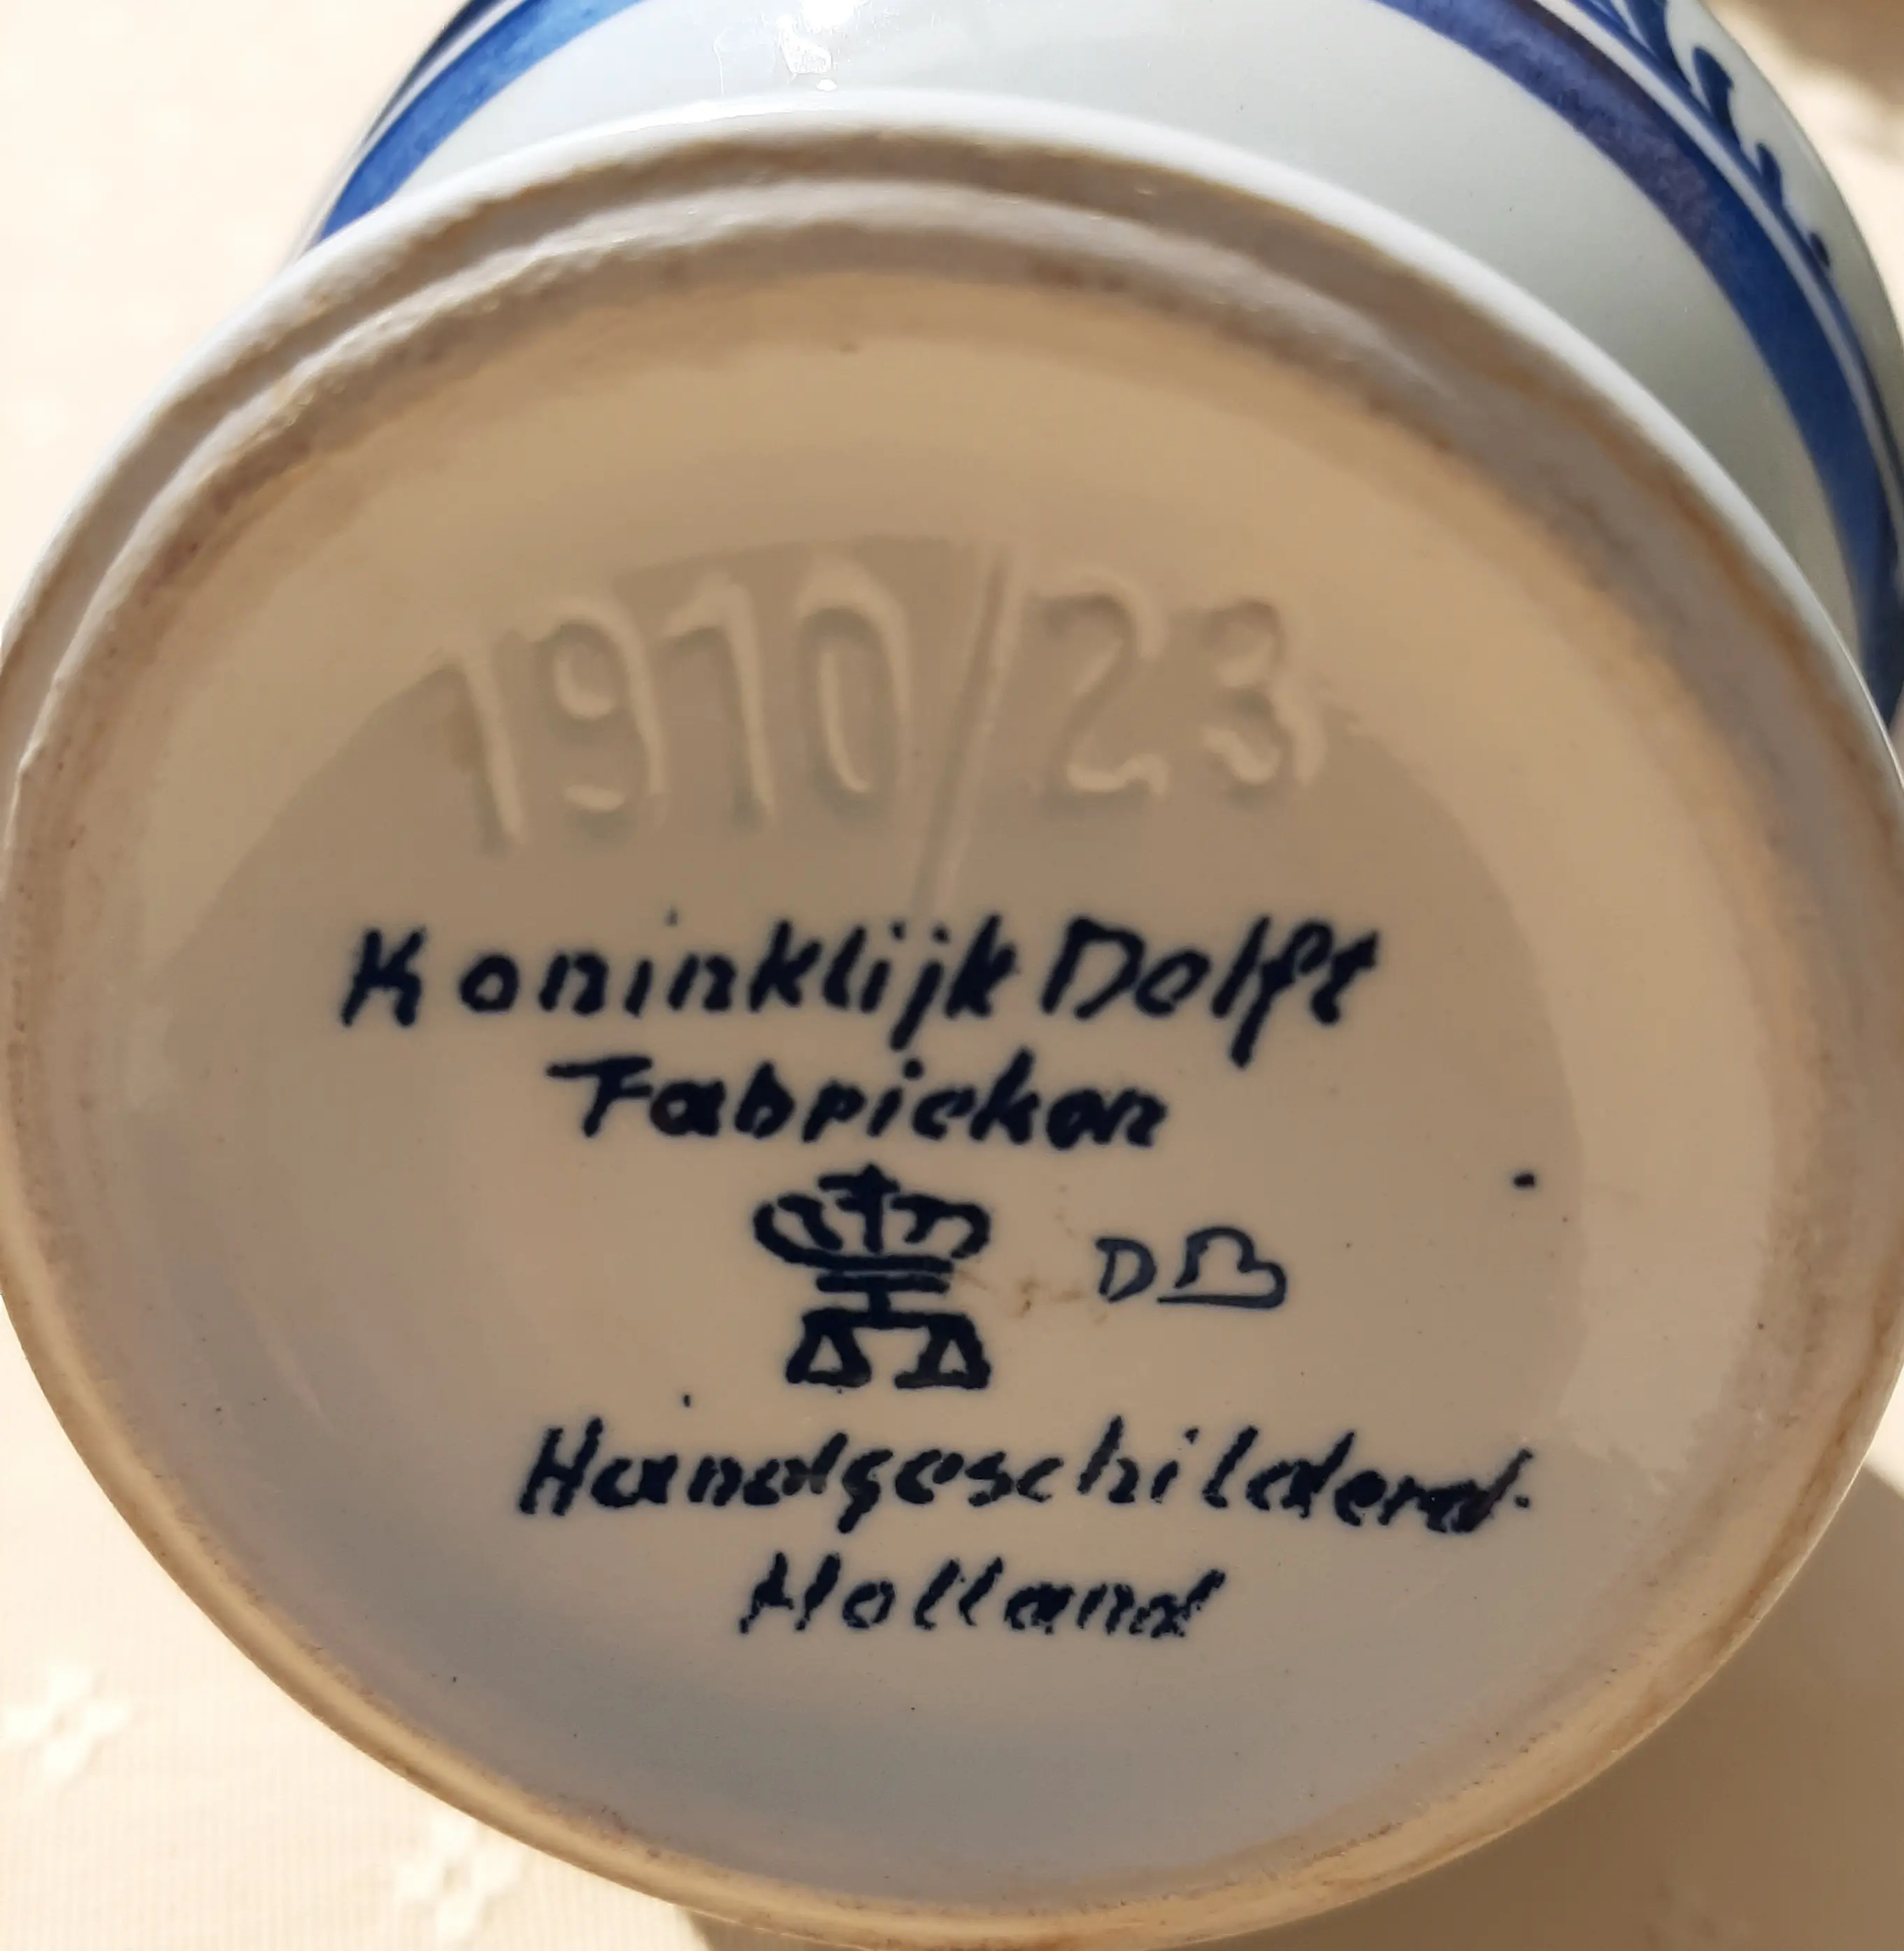 1910/23
Koninklijk Delft
Fabrieken
DB
Handgeschilderd
Holland